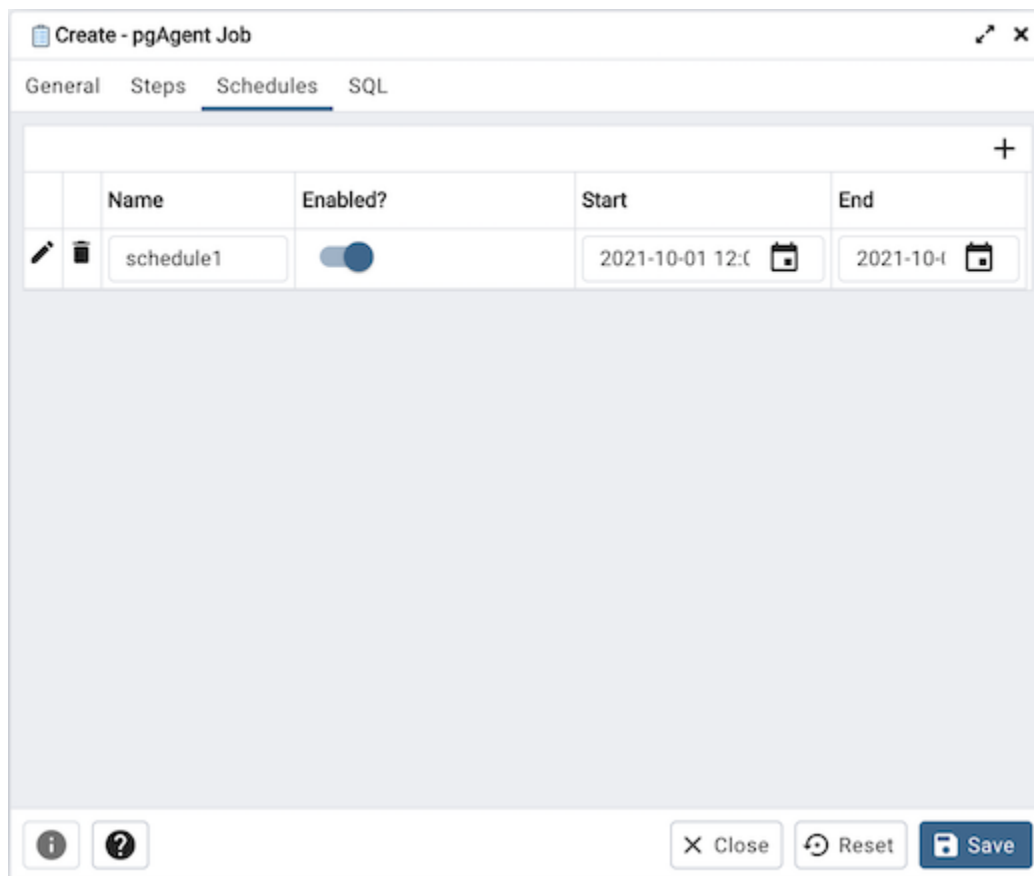 Create - pgAgent Job
General Steps Schedules SQL
Name Enabled? Start End
schedule1 2021-10-01 12:0 2021-10-
Close Reset Save